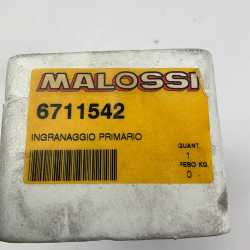 MALOSSI
6711542
INGRANAGGIO PRIMARIO
QUANT.
1
PESO KG
0